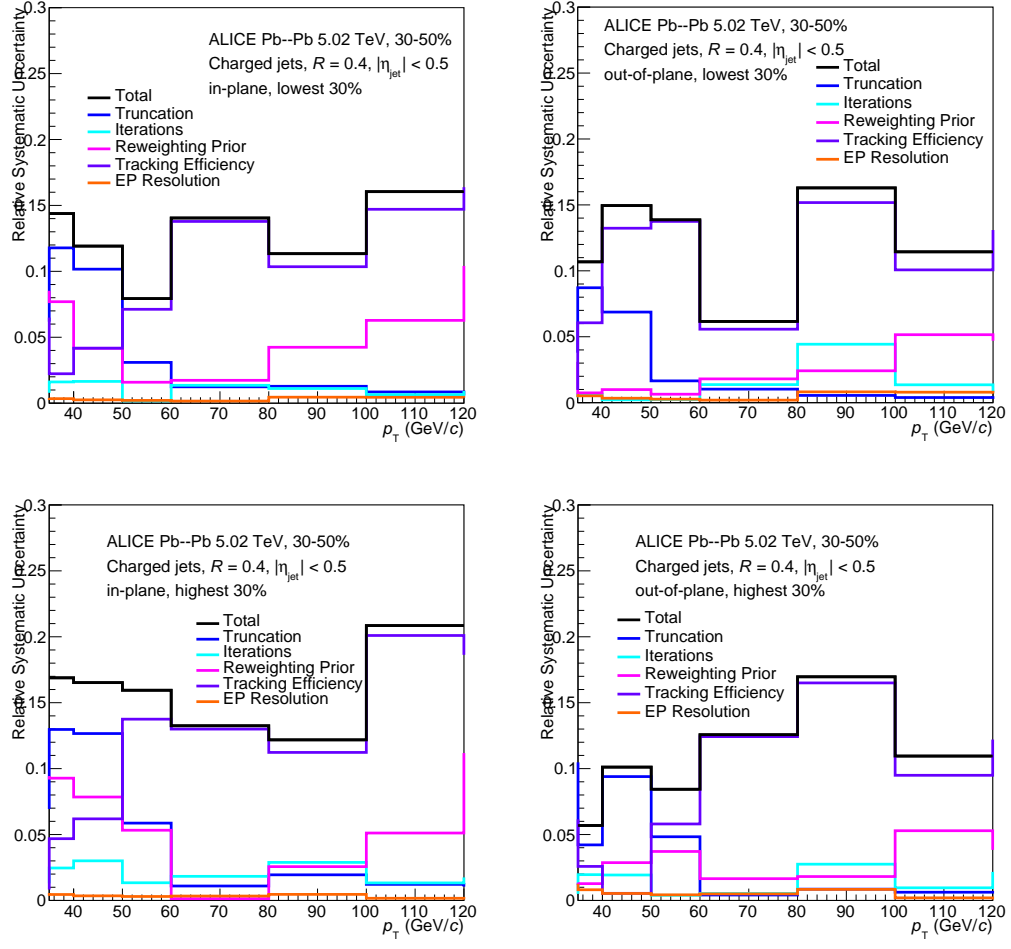 Relative Systematic Uncertainty
0.3
0.25
0.2
0.15
0.1
0.05
0
ALICE Pb--Pb 5.02 TeV, 30-50%
Charged jets, R = 0.4, |η_jet| < 0.5
in-plane, lowest 30%
Total
Truncation
Iterations
Reweighting Prior
Tracking Efficiency
EP Resolution
40 50 60 70 80 90 100 110 120
p_T (GeV/c)
Relative Systematic Uncertainty
0.3
0.25
0.2
0.15
0.1
0.05
0
ALICE Pb--Pb 5.02 TeV, 30-50%
Charged jets, R = 0.4, |η_jet| < 0.5
out-of-plane, lowest 30%
Total
Truncation
Iterations
Reweighting Prior
Tracking Efficiency
EP Resolution
40 50 60 70 80 90 100 110 120
p_T (GeV/c)
Relative Systematic Uncertainty
0.3
0.25
0.2
0.15
0.1
0.05
0
ALICE Pb--Pb 5.02 TeV, 30-50%
Charged jets, R = 0.4, |η_jet| < 0.5
in-plane, highest 30%
Total
Truncation
Iterations
Reweighting Prior
Tracking Efficiency
EP Resolution
40 50 60 70 80 90 100 110 120
p_T (GeV/c)
Relative Systematic Uncertainty
0.3
0.25
0.2
0.15
0.1
0.05
0
ALICE Pb--Pb 5.02 TeV, 30-50%
Charged jets, R = 0.4, |η_jet| < 0.5
out-of-plane, highest 30%
Total
Truncation
Iterations
Reweighting Prior
Tracking Efficiency
EP Resolution
40 50 60 70 80 90 100 110 120
p_T (GeV/c)